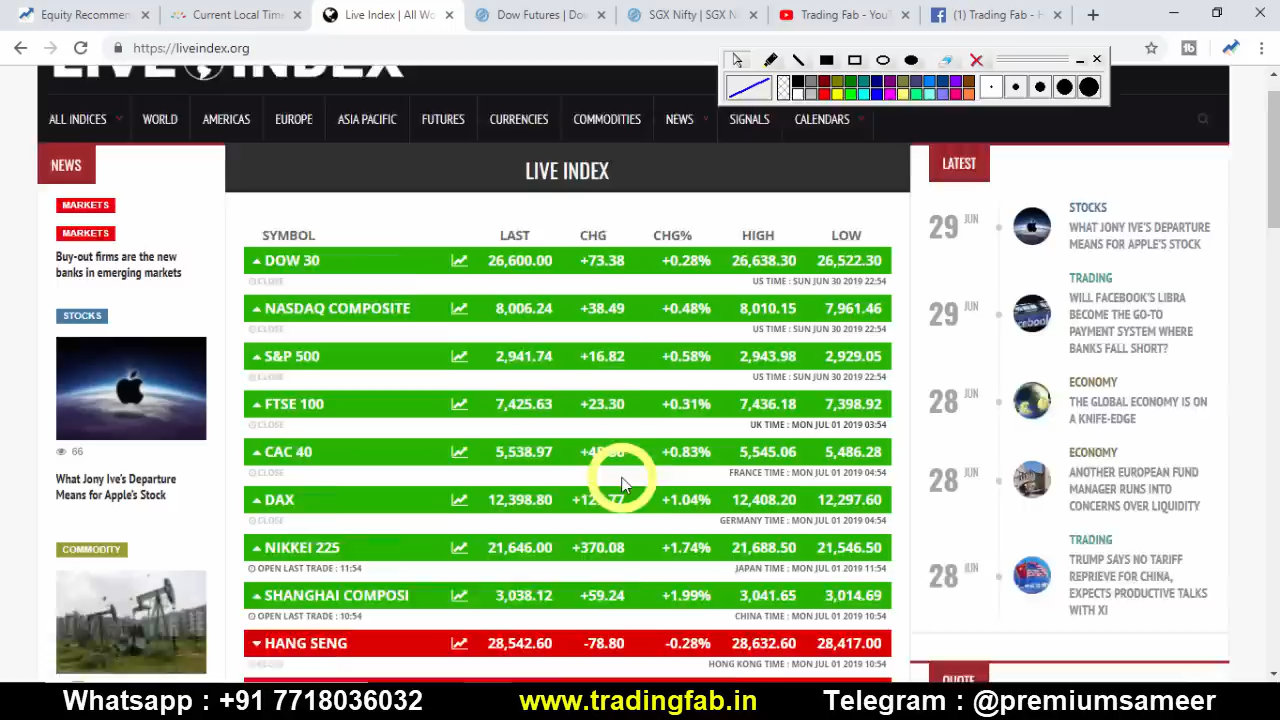 Equity Recommen
Current Local Time
Live Index | All Wo
Dow Futures | Dow
SGX Nifty | SGX N
Trading Fab - YouT
(1) Trading Fab - H
https://liveindex.org
LIVE INDEX
ALL INDICES
WORLD
AMERICAS
EUROPE
ASIA PACIFIC
FUTURES
CURRENCIES
COMMODITIES
NEWS
SIGNALS
CALENDARS
NEWS
MARKETS
MARKETS
Buy-out firms are the new
banks in emerging markets
STOCKS
66
What Jony Ive's Departure
Means for Apple's Stock
COMMODITY
LIVE INDEX
SYMBOL LAST CHG CHG% HIGH LOW
DOW 30 26,600.00 +73.38 +0.28% 26,638.30 26,522.30
CLOSE US TIME : SUN JUN 30 2019 22:54
NASDAQ COMPOSITE 8,006.24 +38.49 +0.48% 8,010.15 7,961.46
CLOSE US TIME : SUN JUN 30 2019 22:54
S&P 500 2,941.74 +16.82 +0.58% 2,943.98 2,929.05
CLOSE US TIME : SUN JUN 30 2019 22:54
FTSE 100 7,425.63 +23.30 +0.31% 7,436.18 7,398.92
CLOSE UK TIME : MON JUL 01 2019 03:54
CAC 40 5,538.97 +0.83% 5,545.06 5,486.28
CLOSE FRANCE TIME : MON JUL 01 2019 04:54
DAX 12,398.80 +1.04% 12,408.20 12,297.60
CLOSE GERMANY TIME : MON JUL 01 2019 04:54
NIKKEI 225 21,646.00 +370.08 +1.74% 21,688.50 21,546.50
OPEN LAST TRADE : 11:54 JAPAN TIME : MON JUL 01 2019 11:54
SHANGHAI COMPOSI 3,038.12 +59.24 +1.99% 3,041.65 3,014.69
OPEN LAST TRADE : 10:54 CHINA TIME : MON JUL 01 2019 10:54
HANG SENG 28,542.60 -78.80 -0.28% 28,632.60 28,417.00
HONG KONG TIME : MON JUL 01 2019 10:54
LATEST
29 JUN
STOCKS
WHAT JONY IVE'S DEPARTURE
MEANS FOR APPLE'S STOCK
29 JUN
TRADING
WILL FACEBOOK'S LIBRA
BECOME THE GO-TO
PAYMENT SYSTEM WHERE
BANKS FALL SHORT?
28 JUN
ECONOMY
THE GLOBAL ECONOMY IS ON
A KNIFE-EDGE
28 JUN
ECONOMY
ANOTHER EUROPEAN FUND
MANAGER RUNS INTO
CONCERNS OVER LIQUIDITY
28 JUN
TRADING
TRUMP SAYS NO TARIFF
REPRIEVE FOR CHINA,
EXPECTS PRODUCTIVE TALKS
WITH XI
QUOTE
Whatsapp : +91 7718036032 www.tradingfab.in Telegram : @premiumsameer